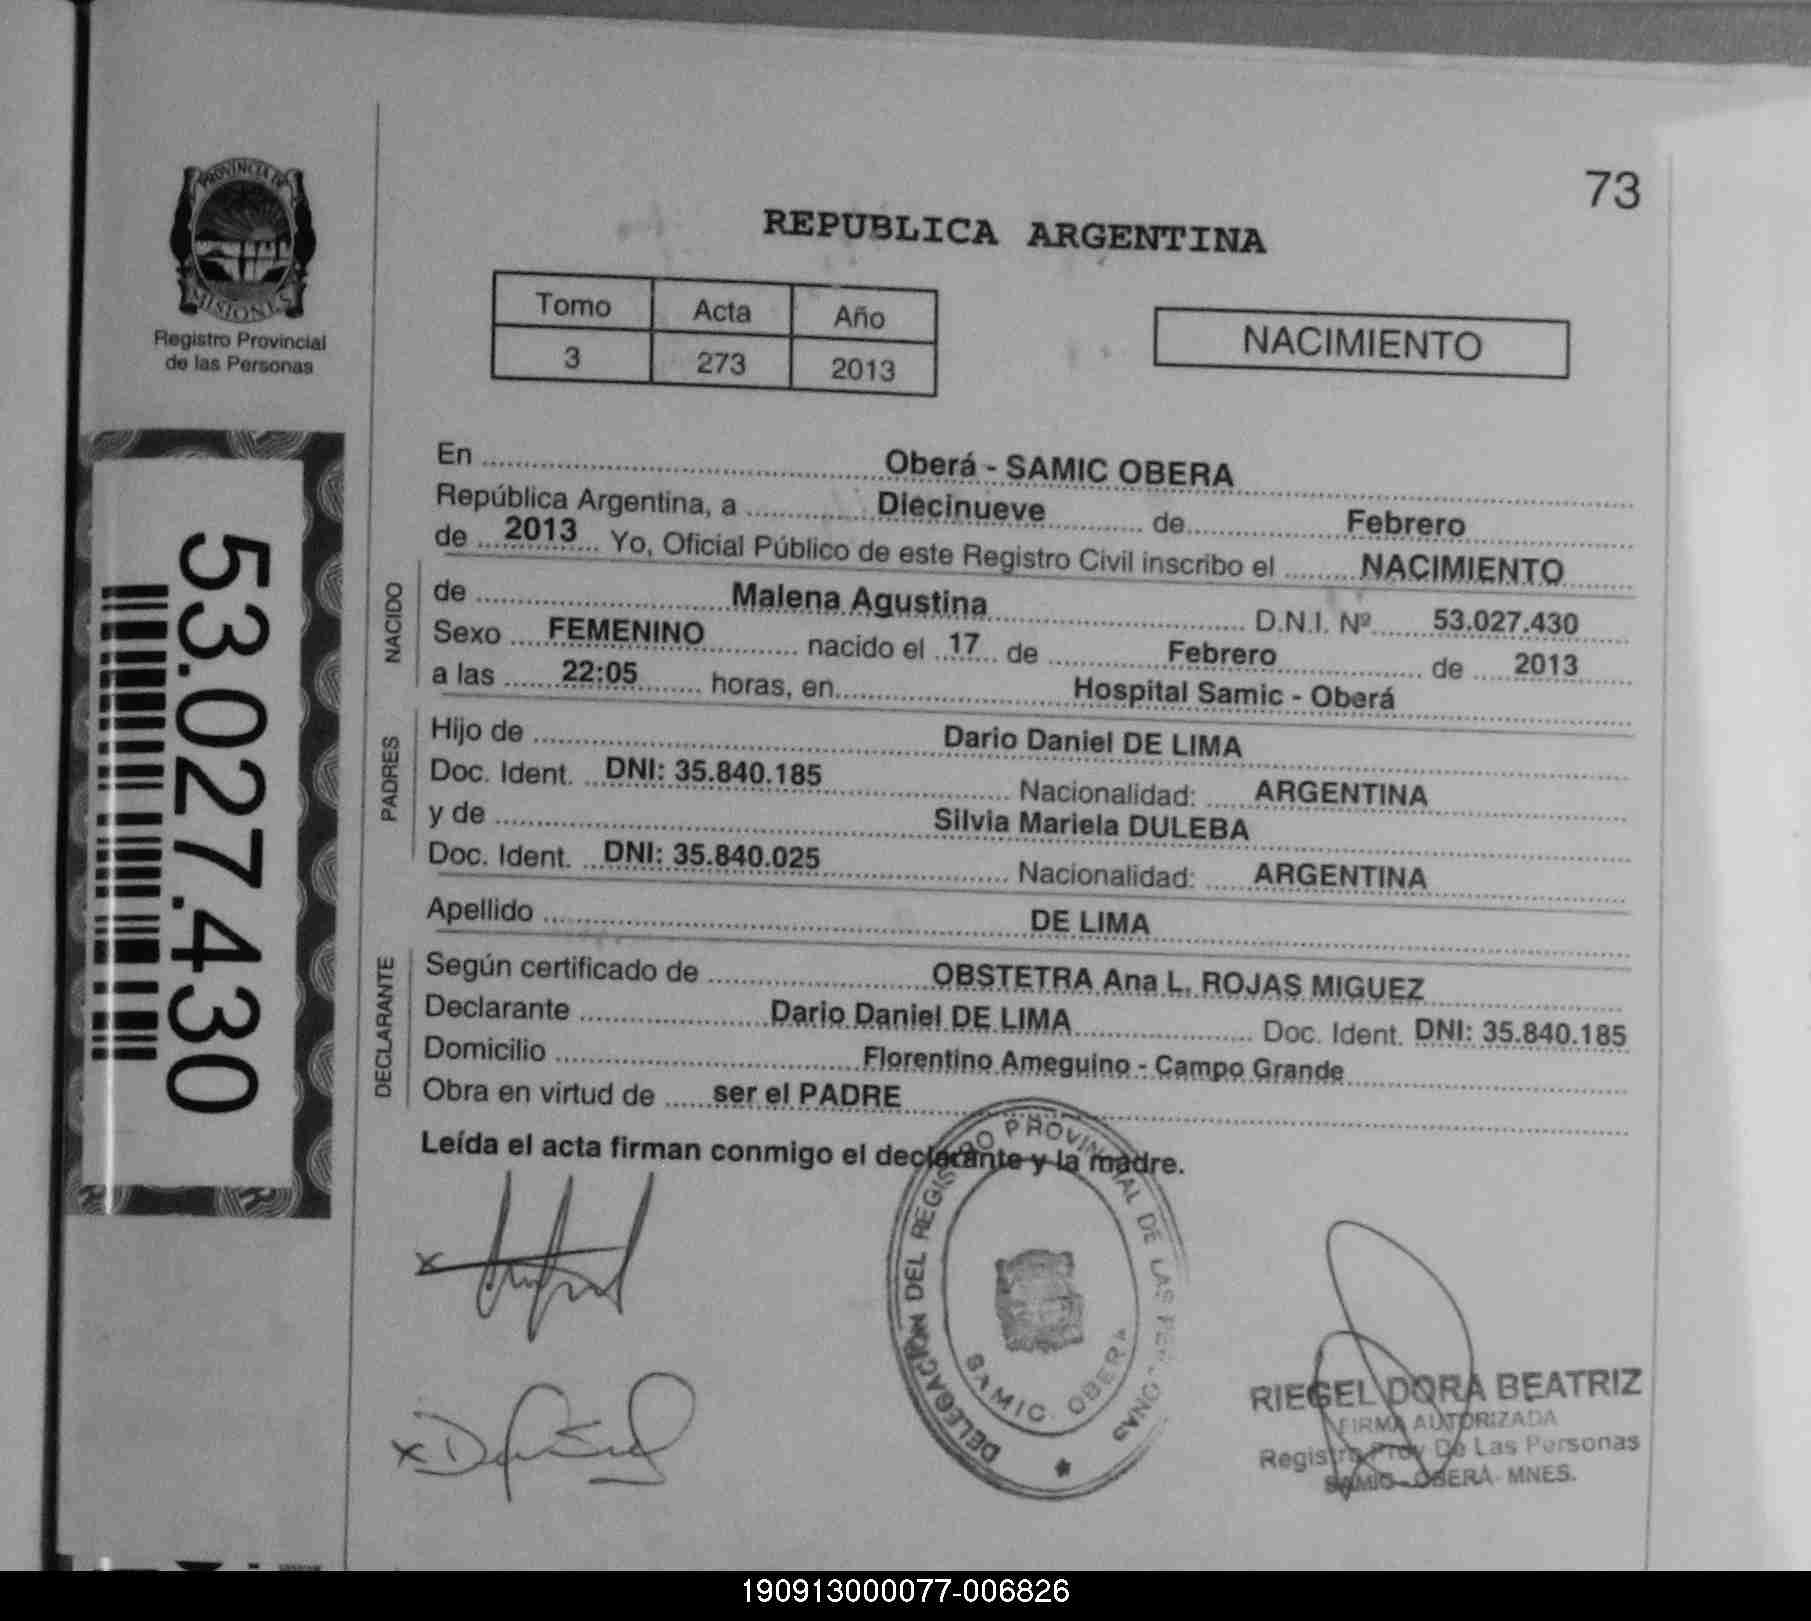 73
PROVINCIA DE
MISIONES
Registro Provincial
de las Personas
REPUBLICA ARGENTINA
Tomo Acta Año
3 273 2013
NACIMIENTO
53.027.430
En Oberá - SAMIC OBERA
República Argentina, a Diecinueve de Febrero
de 2013 Yo, Oficial Público de este Registro Civil inscribo el NACIMIENTO
NACIDO
de Malena Agustina D.N.I. Nº 53.027.430
Sexo FEMENINO nacido el 17 de Febrero de 2013
a las 22:05 horas, en Hospital Samic - Oberá
PADRES
Hijo de Dario Daniel DE LIMA
Doc. Ident. DNI: 35.840.185 Nacionalidad: ARGENTINA
y de Silvia Mariela DULEBA
Doc. Ident. DNI: 35.840.025 Nacionalidad: ARGENTINA
Apellido DE LIMA
DECLARANTE
Según certificado de OBSTETRA Ana L. ROJAS MIGUEZ
Declarante Dario Daniel DE LIMA Doc. Ident. DNI: 35.840.185
Domicilio Florentino Ameguino - Campo Grande
Obra en virtud de ser el PADRE
Leída el acta firman conmigo el declarante y la madre.
DELEGACIÓN DEL REGISTRO PROVINCIAL DE LAS PERSONAS
SAMIC. OBERA
RIEGEL DORA BEATRIZ
FIRMA AUTORIZADA
Registro Prov De Las Personas
SAMIC - OBERÁ - MNES.
190913000077-006826